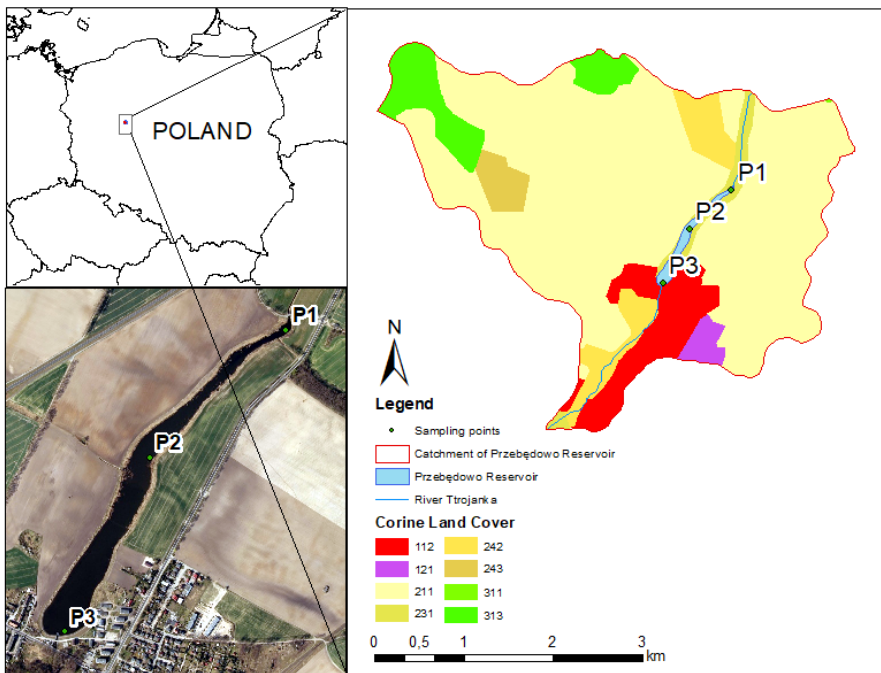 POLAND
P1
P2
P3
P1
P2
P3
N
Legend
Sampling points
Catchment of Przebędowo Reservoir
Przebędowo Reservoir
River Ttrojanka
Corine Land Cover
112 242
121 243
211 311
231 313
0 0,5 1 2 3
km